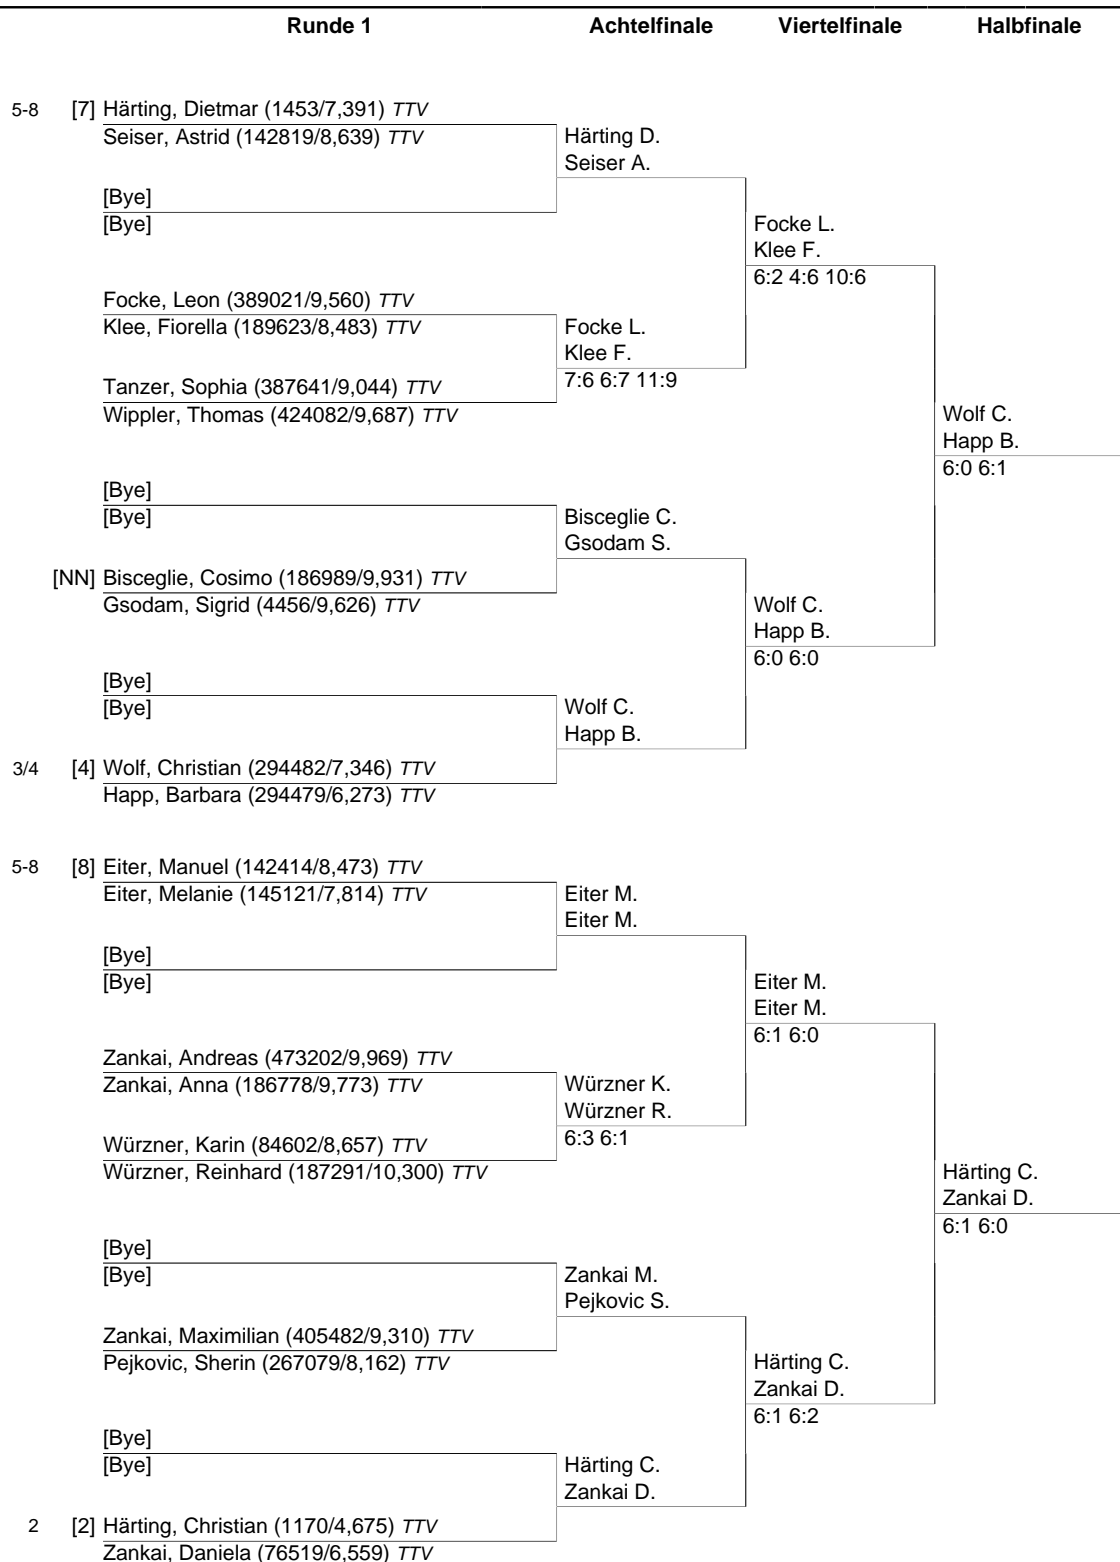 Runde 1 Achtelfinale Viertelfinale Halbfinale
5-8 [7] Härting, Dietmar (1453/7,391) TTV
Seiser, Astrid (142819/8,639) TTV Härting D.
Seiser A.
[Bye]
[Bye] Focke L.
Klee F.
6:2 4:6 10:6
Focke, Leon (389021/9,560) TTV
Klee, Fiorella (189623/8,483) TTV Focke L.
Klee F.
7:6 6:7 11:9
Tanzer, Sophia (387641/9,044) TTV
Wippler, Thomas (424082/9,687) TTV Wolf C.
Happ B.
6:0 6:1
[Bye]
[Bye] Bisceglie C.
Gsodam S.
[NN] Bisceglie, Cosimo (186989/9,931) TTV
Gsodam, Sigrid (4456/9,626) TTV Wolf C.
Happ B.
6:0 6:0
[Bye]
[Bye] Wolf C.
Happ B.
3/4 [4] Wolf, Christian (294482/7,346) TTV
Happ, Barbara (294479/6,273) TTV
5-8 [8] Eiter, Manuel (142414/8,473) TTV
Eiter, Melanie (145121/7,814) TTV Eiter M.
Eiter M.
[Bye]
[Bye] Eiter M.
Eiter M.
6:1 6:0
Zankai, Andreas (473202/9,969) TTV
Zankai, Anna (186778/9,773) TTV Würzner K.
Würzner R.
6:3 6:1
Würzner, Karin (84602/8,657) TTV
Würzner, Reinhard (187291/10,300) TTV Härting C.
Zankai D.
6:1 6:0
[Bye]
[Bye] Zankai M.
Pejkovic S.
Zankai, Maximilian (405482/9,310) TTV
Pejkovic, Sherin (267079/8,162) TTV Härting C.
Zankai D.
6:1 6:2
[Bye]
[Bye] Härting C.
Zankai D.
2 [2] Härting, Christian (1170/4,675) TTV
Zankai, Daniela (76519/6,559) TTV